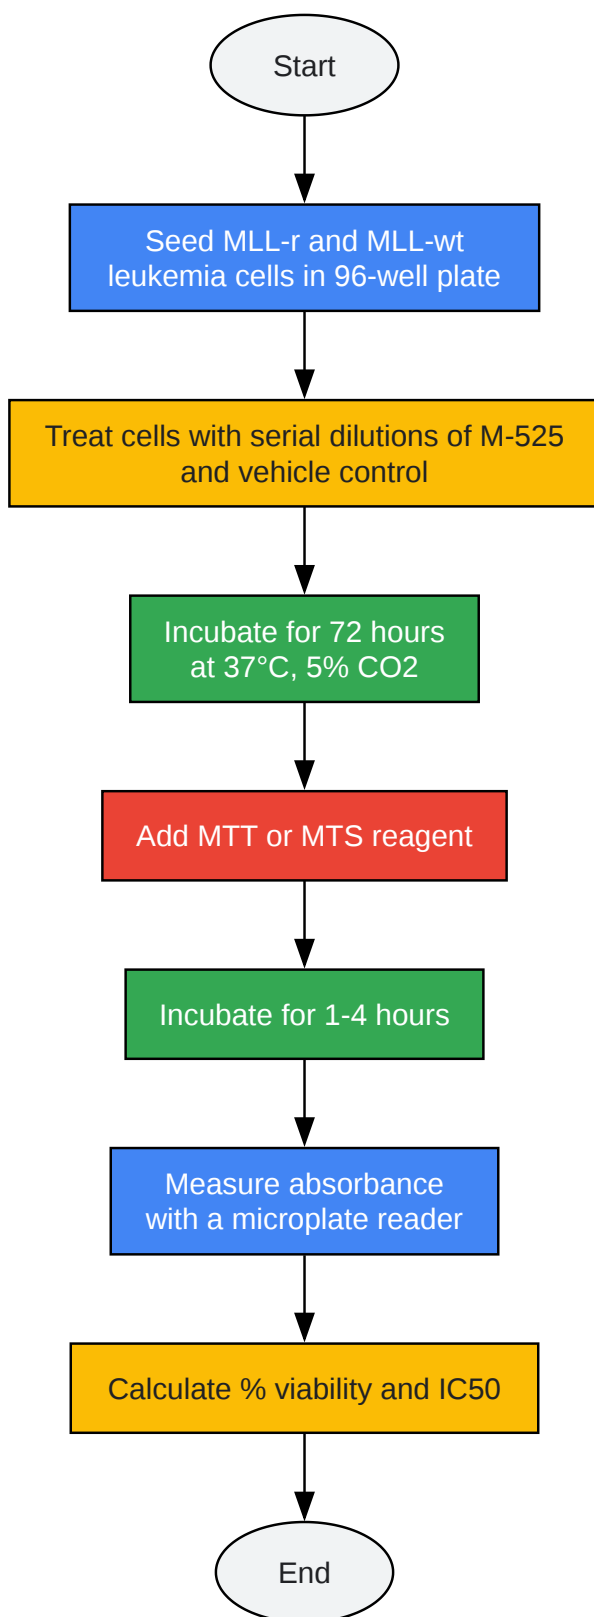 Start
Seed MLL-r and MLL-wt
leukemia cells in 96-well plate
Treat cells with serial dilutions of M-525
and vehicle control
Incubate for 72 hours
at 37°C, 5% CO2
Add MTT or MTS reagent
Incubate for 1-4 hours
Measure absorbance
with a microplate reader
Calculate % viability and IC50
End